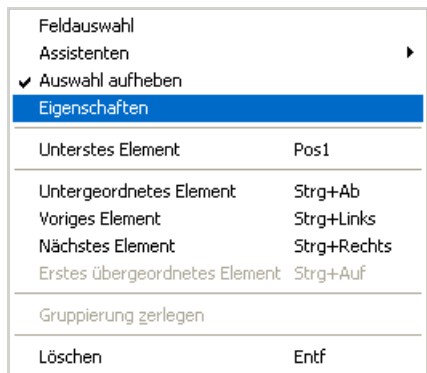 Feldauswahl
Assistenten
Auswahl aufheben
Eigenschaften
Unterstes Element Pos1
Untergeordnetes Element Strg+Ab
Voriges Element Strg+Links
Nächstes Element Strg+Rechts
Erstes übergeordnetes Element Strg+Auf
Gruppierung zerlegen
Löschen Entf